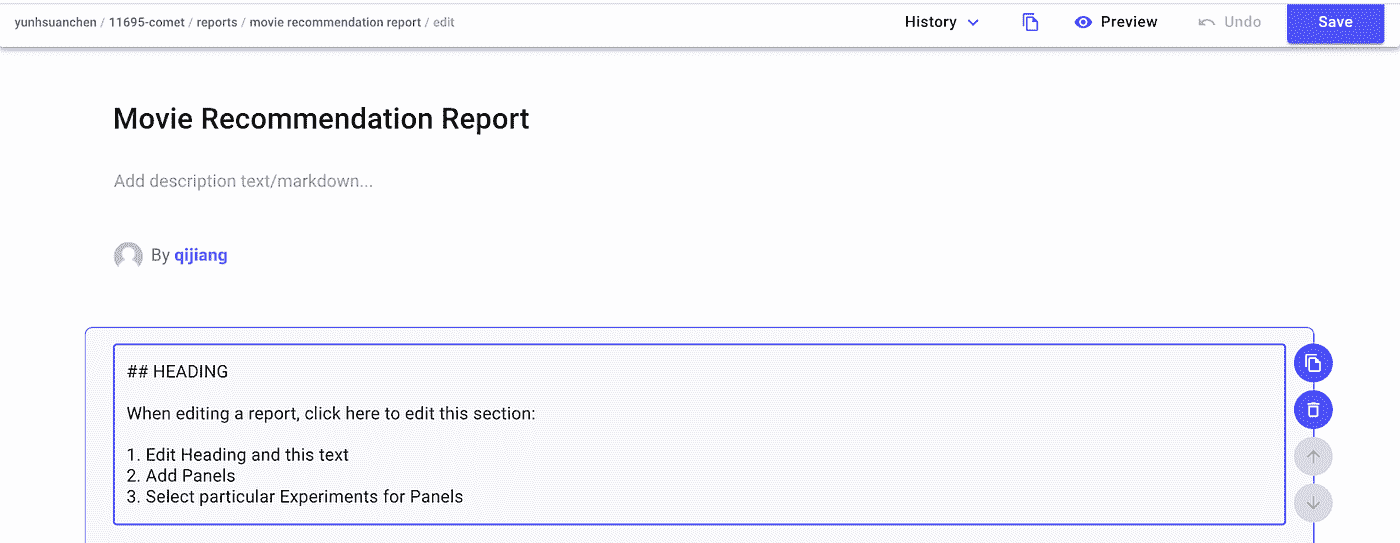 yunhsuanchen / 11695-comet / reports / movie recommendation report / edit
History Preview Undo Save
Movie Recommendation Report
Add description text/markdown...
By qijiang
## HEADING
When editing a report, click here to edit this section:
1. Edit Heading and this text
2. Add Panels
3. Select particular Experiments for Panels